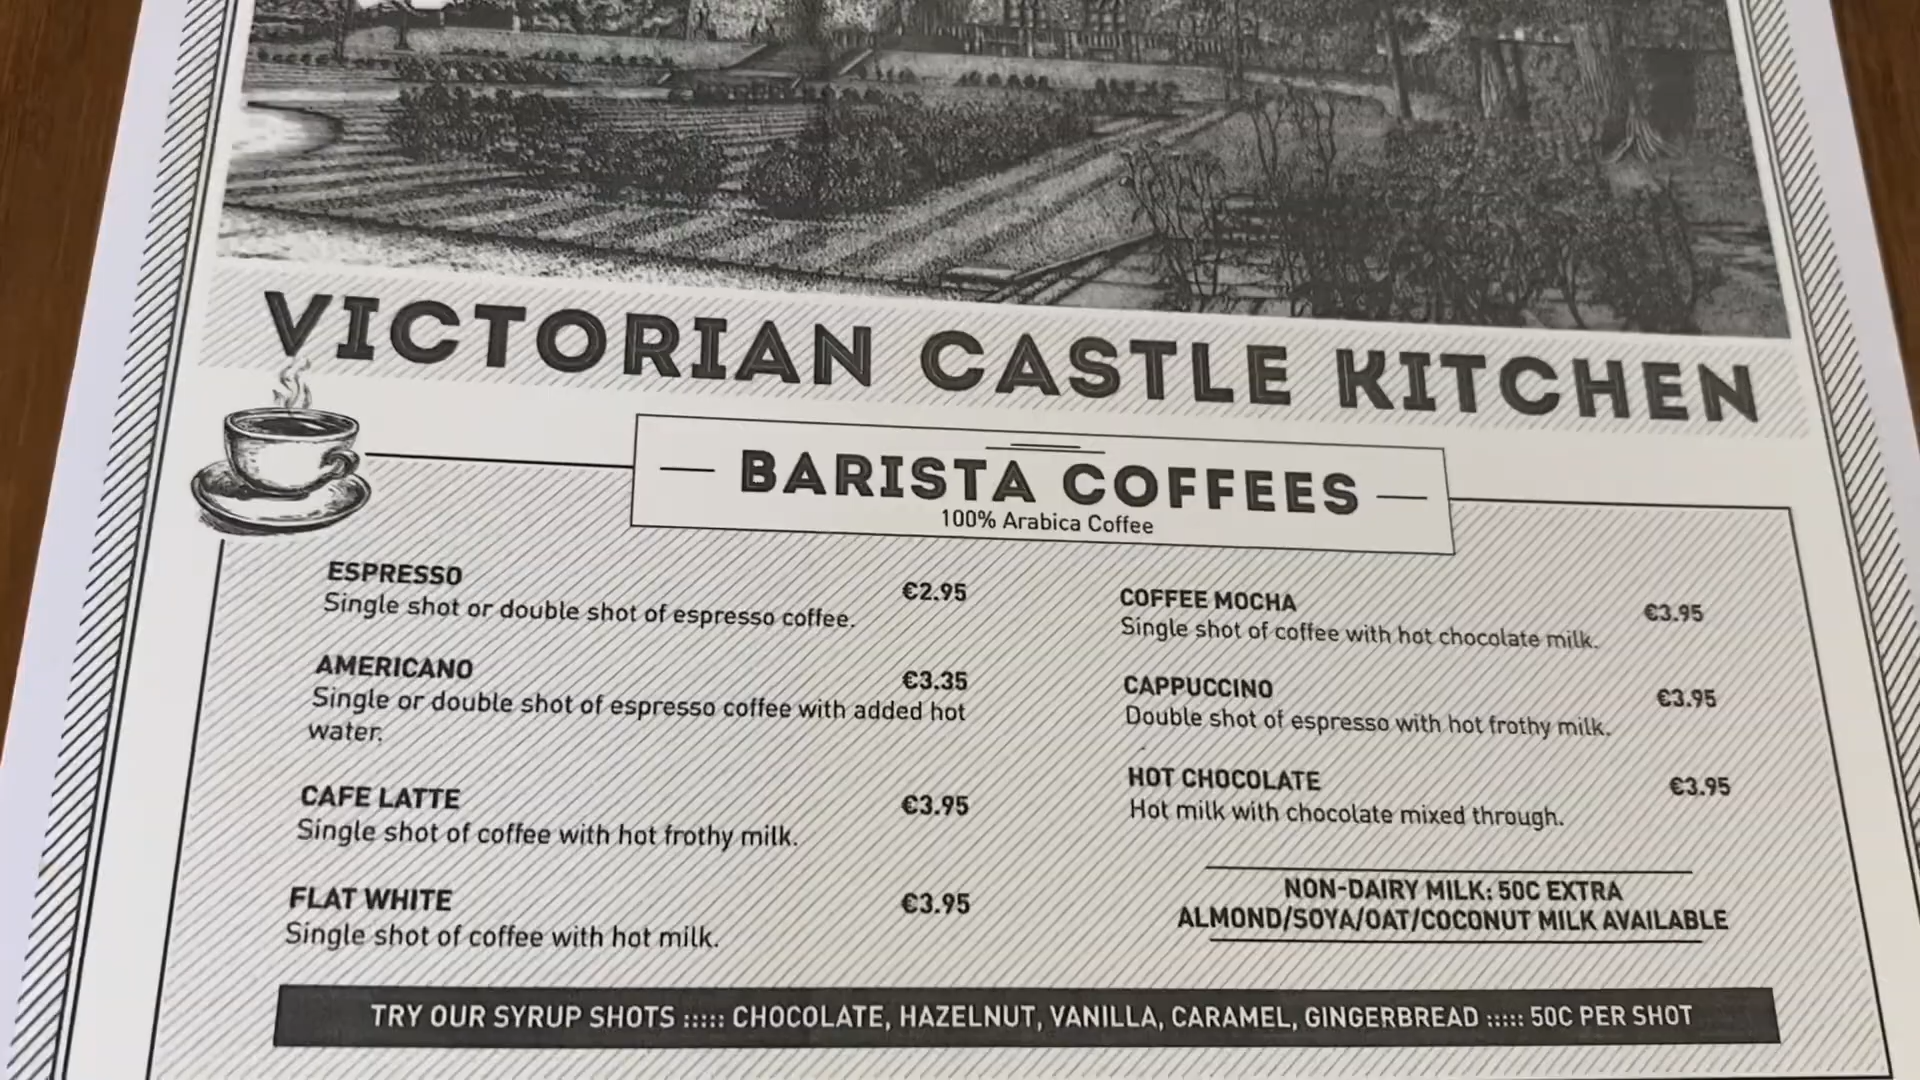 VICTORIAN CASTLE KITCHEN
BARISTA COFFEES
100% Arabica Coffee
ESPRESSO €2.95
Single shot or double shot of espresso coffee.
AMERICANO €3.35
Single or double shot of espresso coffee with added hot
water.
CAFE LATTE €3.95
Single shot of coffee with hot frothy milk.
FLAT WHITE €3.95
Single shot of coffee with hot milk.
COFFEE MOCHA €3.95
Single shot of coffee with hot chocolate milk.
CAPPUCCINO €3.95
Double shot of espresso with hot frothy milk.
HOT CHOCOLATE €3.95
Hot milk with chocolate mixed through.
NON-DAIRY MILK: 50C EXTRA
ALMOND/SOYA/OAT/COCONUT MILK AVAILABLE
TRY OUR SYRUP SHOTS ::::: CHOCOLATE, HAZELNUT, VANILLA, CARAMEL, GINGERBREAD ::::: 50C PER SHOT